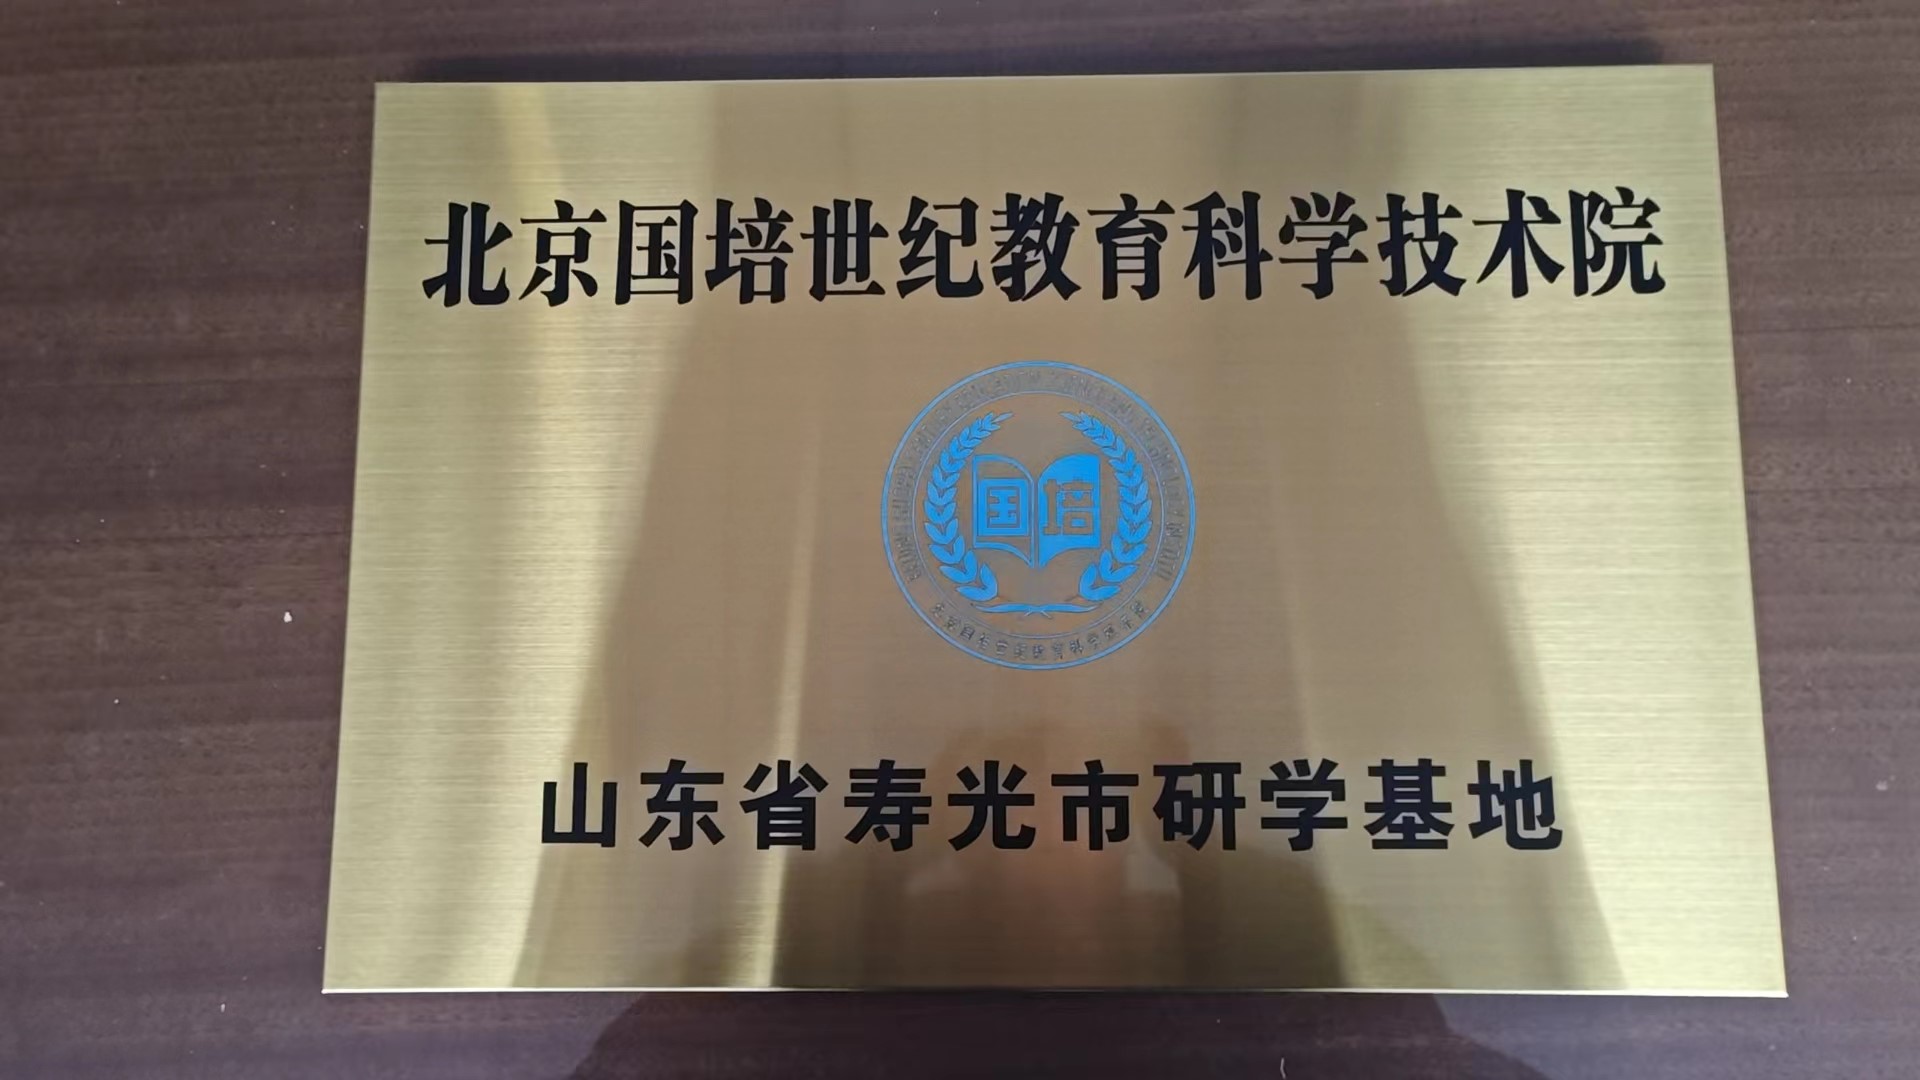 北京国培世纪教育科学技术院
国培
山东省寿光市研学基地